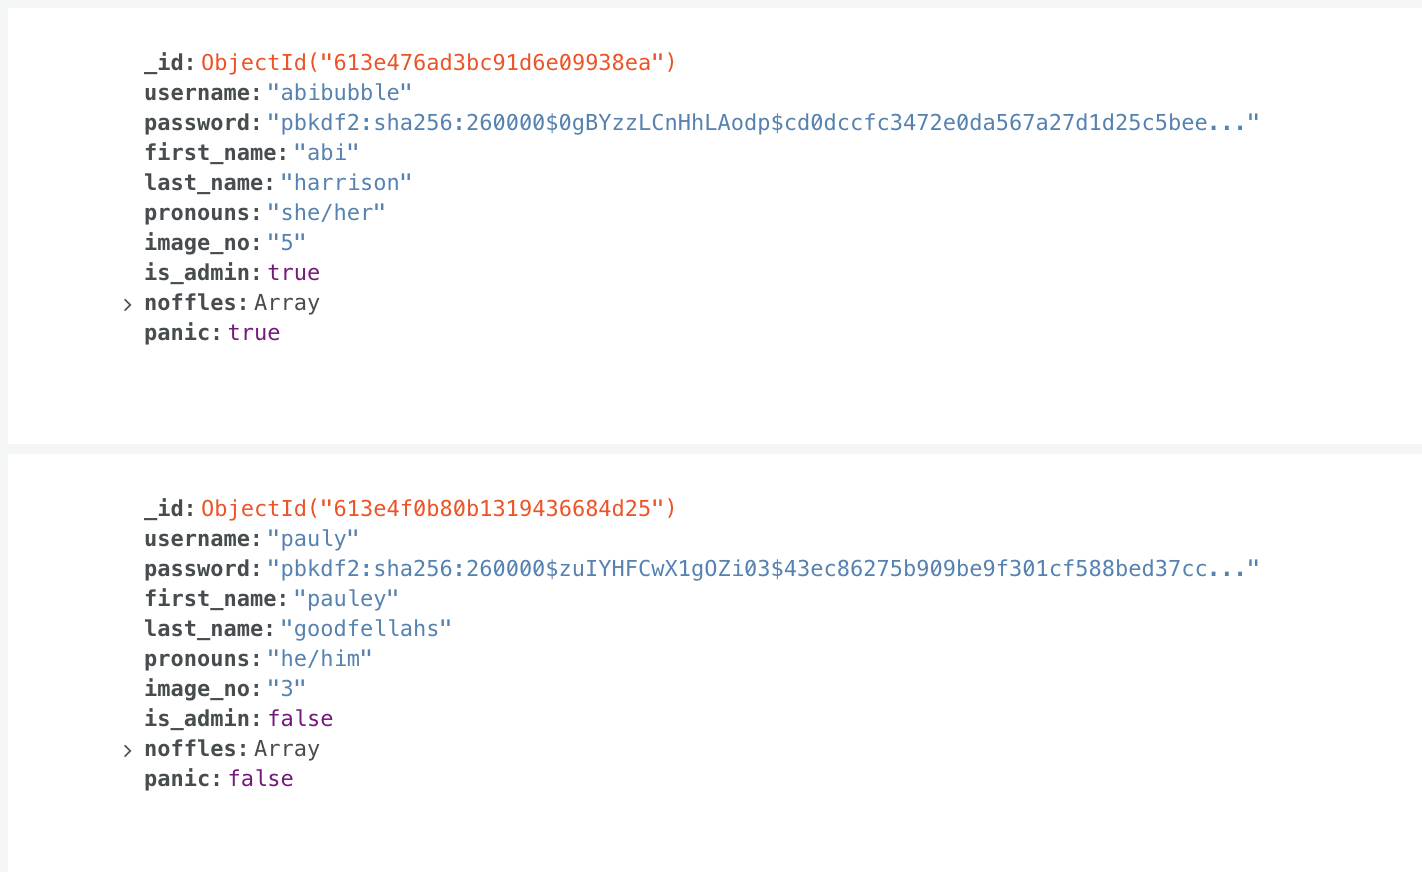 _id: ObjectId("613e476ad3bc91d6e09938ea")
username: "abibubble"
password: "pbkdf2:sha256:260000$0gBYzzLCnHhLAodp$cd0dccfc3472e0da567a27d1d25c5bee..."
first_name: "abi"
last_name: "harrison"
pronouns: "she/her"
image_no: "5"
is_admin: true
noffles: Array
panic: true
_id: ObjectId("613e4f0b80b1319436684d25")
username: "pauly"
password: "pbkdf2:sha256:260000$zuIYHFCwX1gOZi03$43ec86275b909be9f301cf588bed37cc..."
first_name: "pauley"
last_name: "goodfellahs"
pronouns: "he/him"
image_no: "3"
is_admin: false
noffles: Array
panic: false